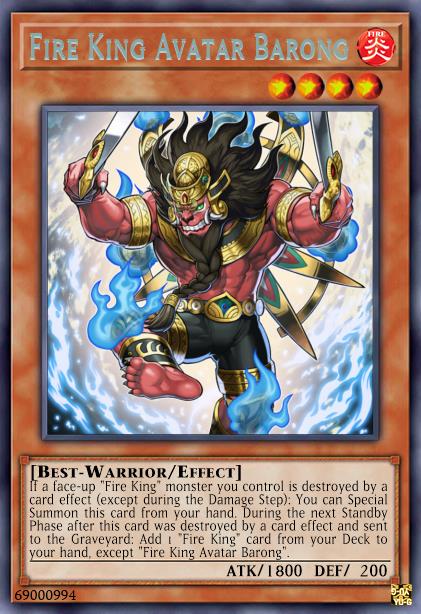 FIRE KING AVATAR BARONG
FIRE
炎
[BEST-WARRIOR/EFFECT]
If a face-up "Fire King" monster you control is destroyed by a
card effect (except during the Damage Step): You can Special
Summon this card from your hand. During the next Standby
Phase after this card was destroyed by a card effect and sent
to the Graveyard: Add 1 "Fire King" card from your Deck to
your hand, except "Fire King Avatar Barong".
ATK/1800 DEF/ 200
69000994